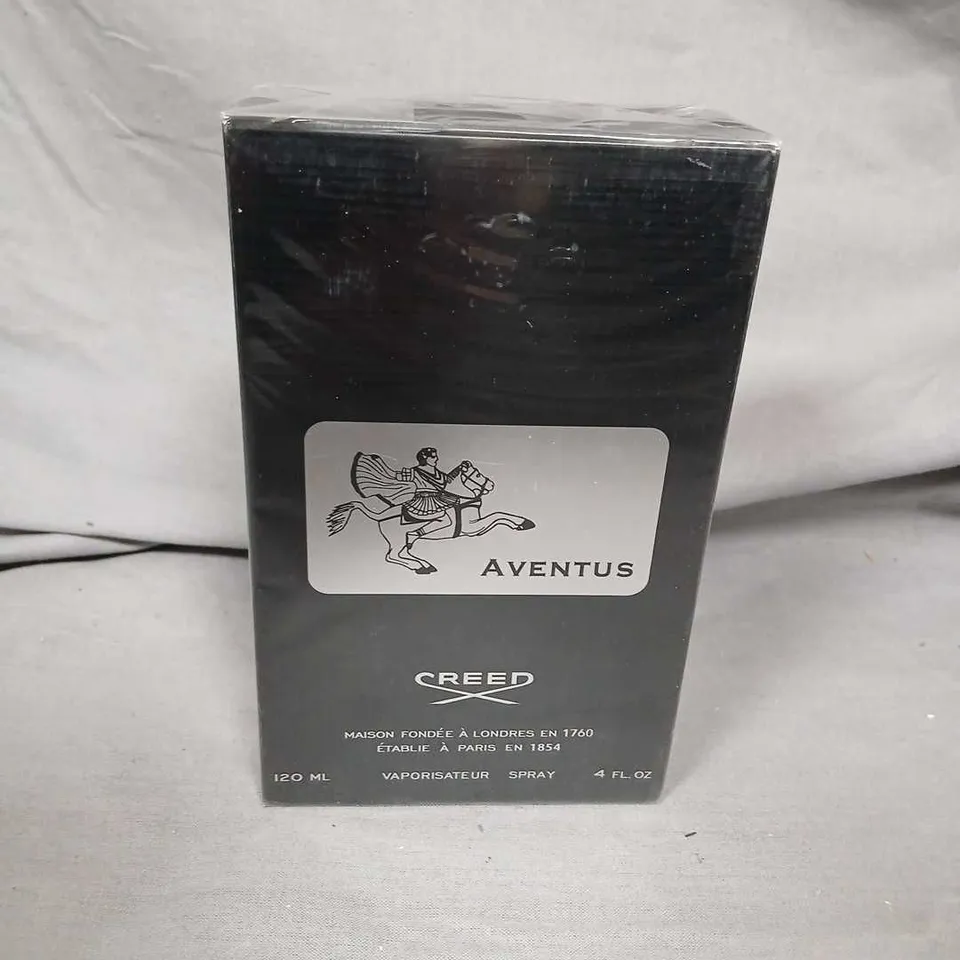 AVENTUS
CREED
MAISON FONDÉE À LONDRES EN 1760
ÉTABLIE À PARIS EN 1854
120 ML VAPORISATEUR SPRAY 4 FL. OZ